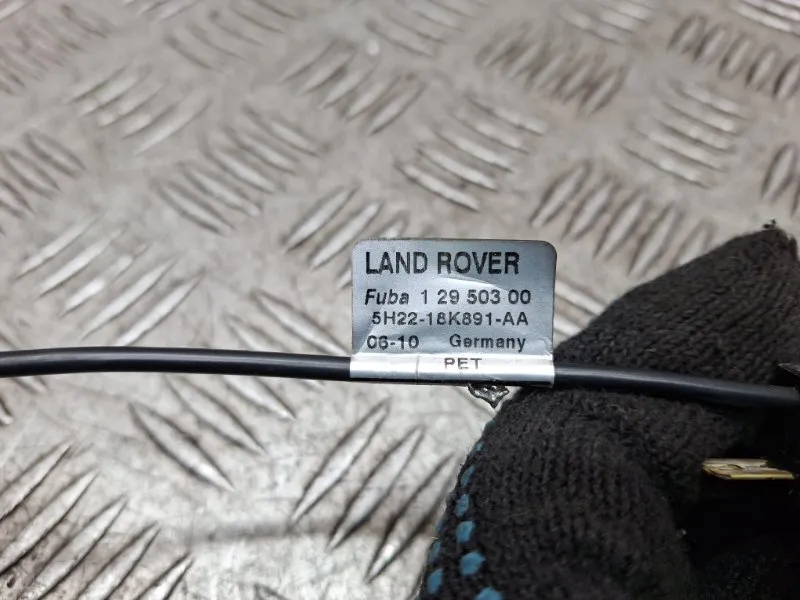 LAND ROVER
Fuba 1 29 503 00
5H22-18K891-AA
06-10 Germany
PET